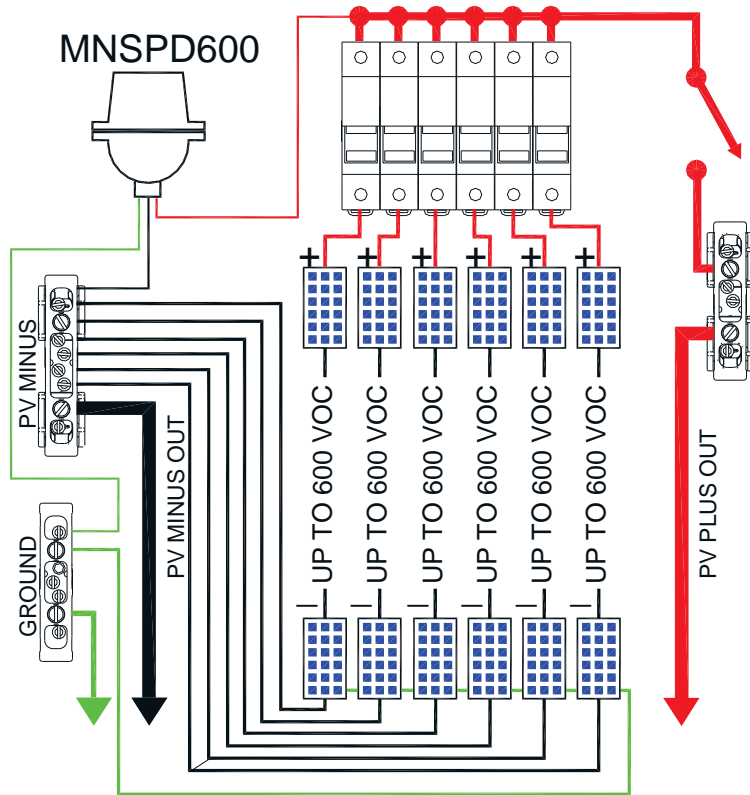 MNSPD600
+ + + + + +
PV MINUS
UP TO 600 VOC
UP TO 600 VOC
UP TO 600 VOC
UP TO 600 VOC
UP TO 600 VOC
UP TO 600 VOC
PV MINUS OUT
PV PLUS OUT
GROUND
— — — — — —